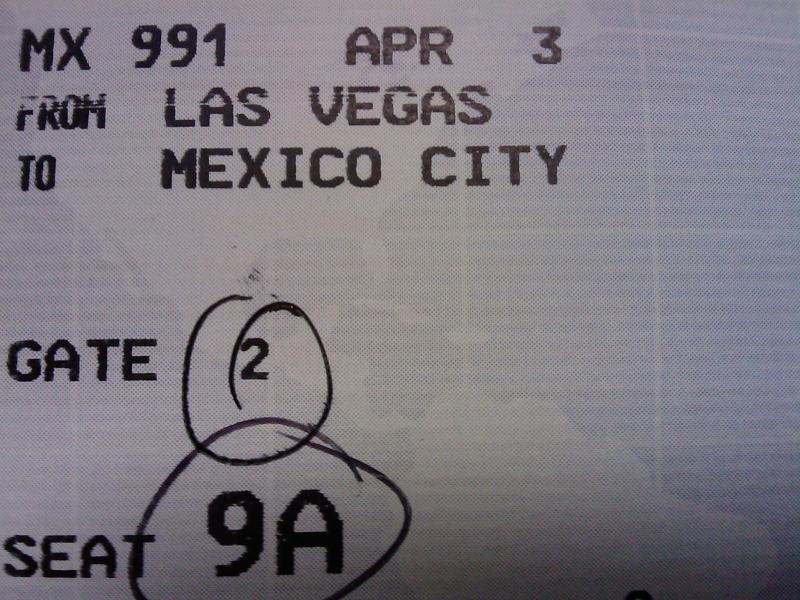 MX 991 APR 3
FROM LAS VEGAS
TO MEXICO CITY
GATE 2
SEAT 9A